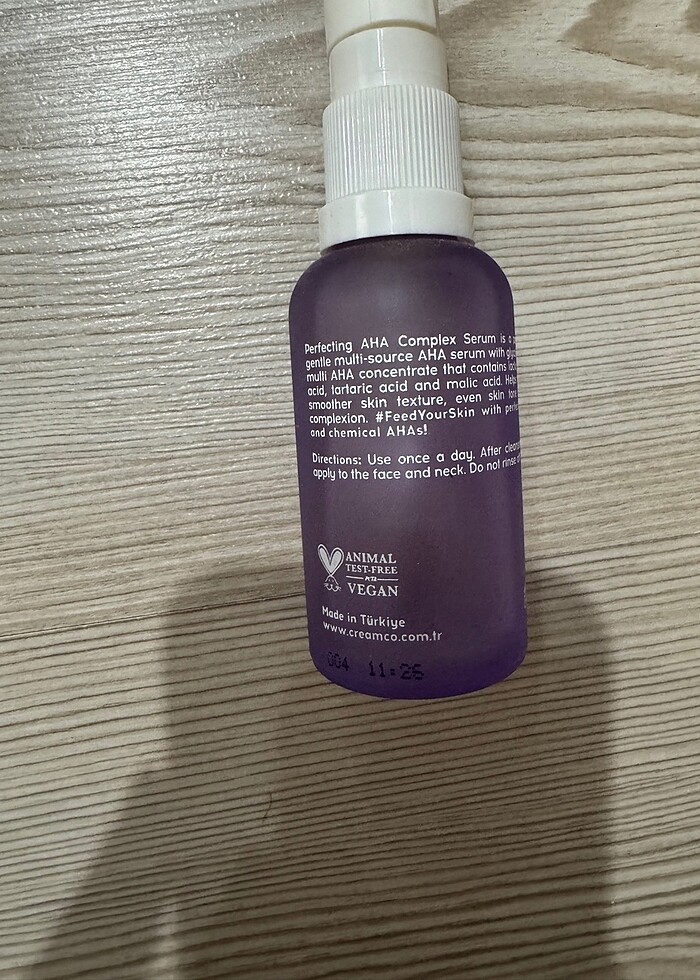 Perfecting AHA Complex Serum is a
gentle multi-source AHA serum with
multi AHA concentrate that contains
acid, tartaric acid and malic acid.
smoother skin texture, even skin
complexion. #FeedYourSkin with
and chemical AHAs!
Directions: Use once a day. After
apply to the face and neck. Do not rinse
ANIMAL
TEST-FREE
PETA
VEGAN
Made in Türkiye
www.creamco.com.tr
004 11:26